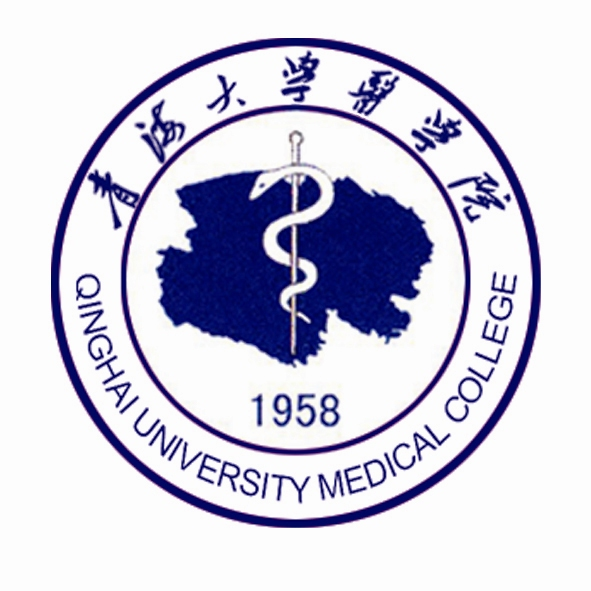 青海大學醫學院
1958
QINGHAI UNIVERSITY MEDICAL COLLEGE